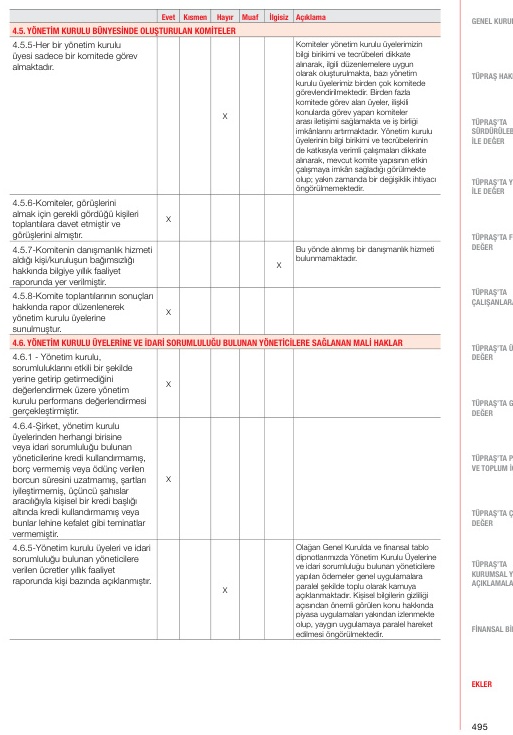 Evet Kısmen Hayır Muaf İlgisiz Açıklama
4.5. YÖNETİM KURULU BÜNYESİNDE OLUŞTURULAN KOMİTELER
4.5.5-Her bir yönetim kurulu
üyesi sadece bir komitede görev
almaktadır.
X
Komiteler yönetim kurulu üyelerimizin
bilgi birikimi ve tecrübeleri dikkate
alınarak, ilgili düzenlemelere uygun
olarak oluşturulmakta, bazı yönetim
kurulu üyelerimiz birden çok komitede
görevlendirilmektedir. Birden fazla
komitede görev alan üyeler, ilişkili
konularda görev yapan komiteler
arası iletişimi sağlamakta ve iş birliği
imkânlarını artırmaktadır. Yönetim kurulu
üyelerinin bilgi birikimi ve tecrübelerinin
de katkısıyla verimli çalışmaları dikkate
alınarak, mevcut komite yapısının etkin
çalışmaya imkân sağladığı görülmekte
olup; yakın zamanda bir değişiklik ihtiyacı
öngörülmemektedir.
4.5.6-Komiteler, görüşlerini
almak için gerekli gördüğü kişileri
toplantılara davet etmiştir ve
görüşlerini almıştır.
X
4.5.7-Komitenin danışmanlık hizmeti
aldığı kişi/kuruluşun bağımsızlığı
hakkında bilgiye yıllık faaliyet
raporunda yer verilmiştir.
X
Bu yönde alınmış bir danışmanlık hizmeti
bulunmamaktadır.
4.5.8-Komite toplantılarının sonuçları
hakkında rapor düzenlenerek
yönetim kurulu üyelerine
sunulmuştur.
X
4.6. YÖNETİM KURULU ÜYELERİNE VE İDARİ SORUMLULUĞU BULUNAN YÖNETİCİLERE SAĞLANAN MALİ HAKLAR
4.6.1 - Yönetim kurulu,
sorumluluklarını etkili bir şekilde
yerine getirip getirmediğini
değerlendirmek üzere yönetim
kurulu performans değerlendirmesi
gerçekleştirmiştir.
X
4.6.4-Şirket, yönetim kurulu
üyelerinden herhangi birisine
veya idari sorumluluğu bulunan
yöneticilerine kredi kullandırmamış,
borç vermemiş veya ödünç verilen
borcun süresini uzatmamış, şartları
iyileştirmemiş, üçüncü şahıslar
aracılığıyla kişisel bir kredi başlığı
altında kredi kullandırmamış veya
bunlar lehine kefalet gibi teminatlar
vermemiştir.
X
4.6.5-Yönetim kurulu üyeleri ve idari
sorumluluğu bulunan yöneticilere
verilen ücretler yıllık faaliyet
raporunda kişi bazında açıklanmıştır.
X
Olağan Genel Kurulda ve finansal tablo
dipnotlarımızda Yönetim Kurulu Üyelerine
ve idari sorumluluğu bulunan yöneticilere
yapılan ödemeler genel uygulamalara
paralel şekilde toplu olarak kamuya
açıklanmaktadır. Kişisel bilgilerin gizliliği
açısından önemli görülen konu hakkında
piyasa uygulamaları yakından izlenmekte
olup, yaygın uygulamaya paralel hareket
edilmesi öngörülmektedir.
GENEL KURUL
TÜPRAŞ HAK
TÜPRAŞ'TA
SÜRDÜRÜLEB
İLE DEĞER
TÜPRAŞ'TA Y
İLE DEĞER
TÜPRAŞ'TA F
DEĞER
TÜPRAŞ'TA
ÇALIŞANLAR
TÜPRAŞ'TA Ü
DEĞER
TÜPRAŞ'TA G
DEĞER
TÜPRAŞ'TA P
VE TOPLUM İ
TÜPRAŞ'TA Ç
DEĞER
TÜPRAŞ'TA
KURUMSAL Y
AÇIKLAMALA
FİNANSAL Bİ
EKLER
495